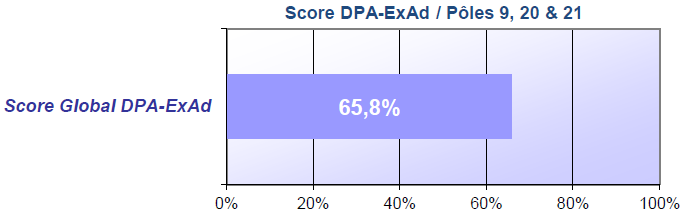 Score DPA-ExAd / Pôles 9, 20 & 21
Score Global DPA-ExAd
65,8%
0% 20% 40% 60% 80% 100%